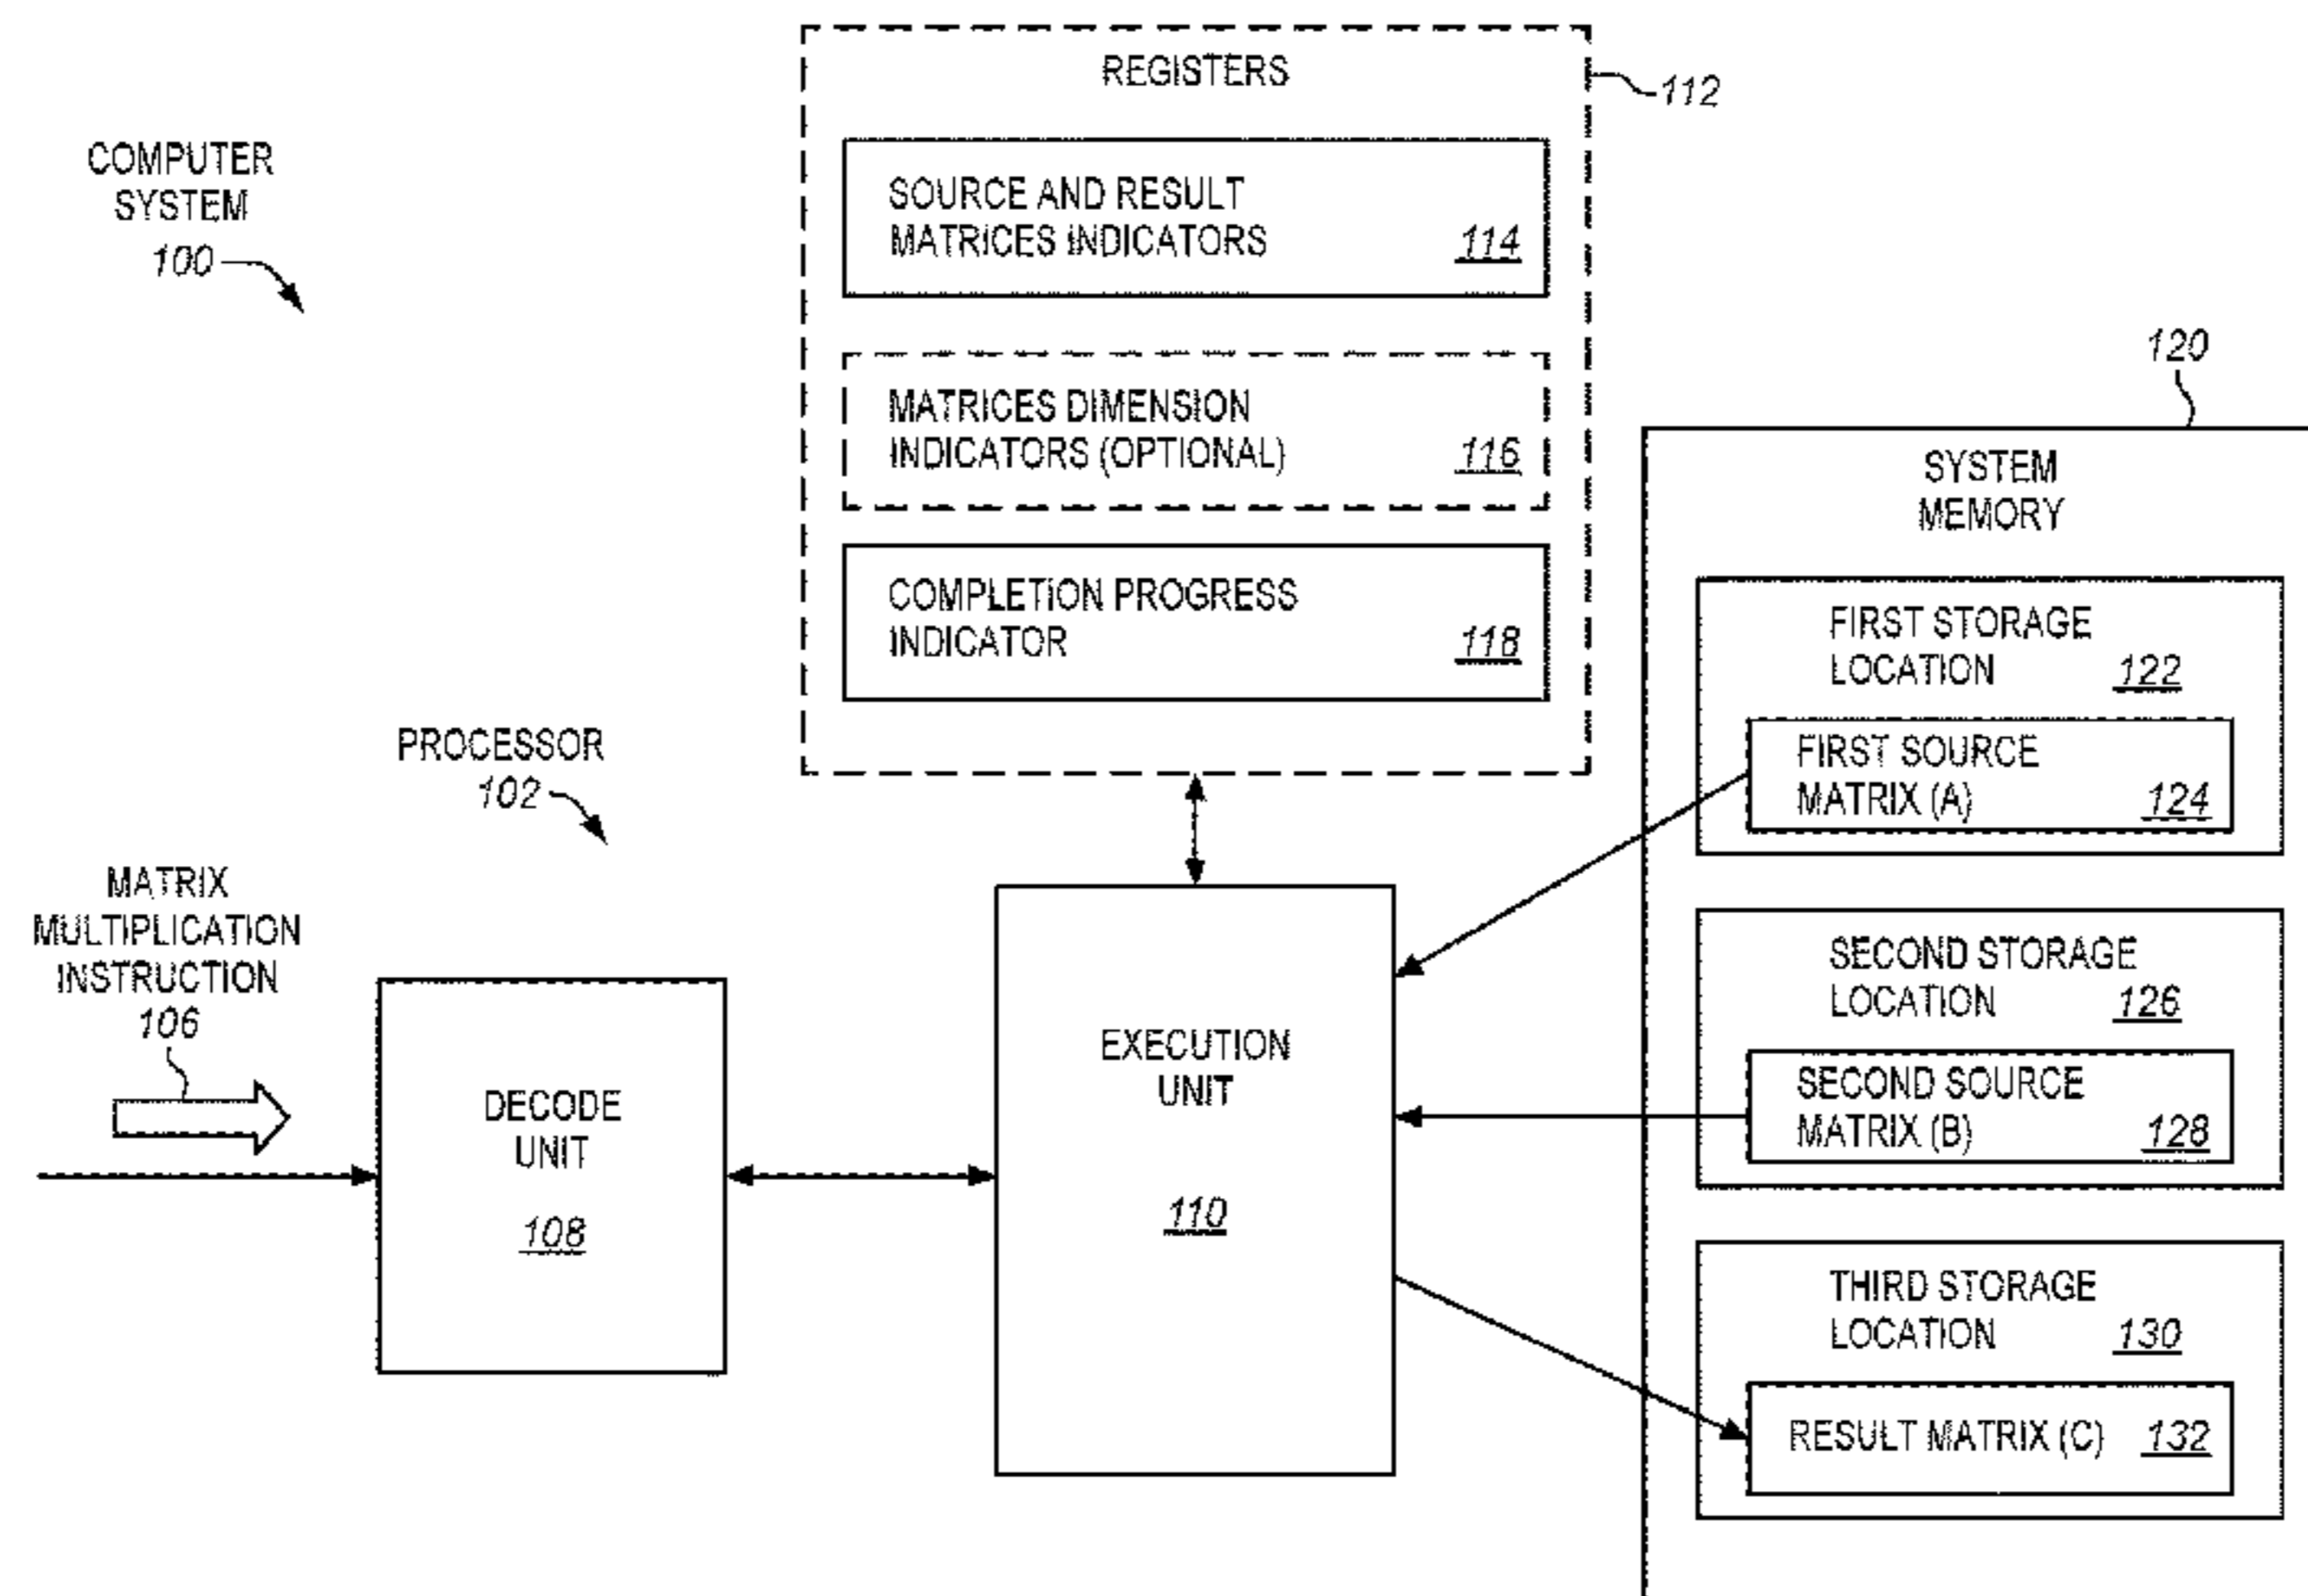 REGISTERS
112
COMPUTER
SYSTEM
100
SOURCE AND RESULT
MATRICES INDICATORS 114
MATRICES DIMENSION
INDICATORS (OPTIONAL) 116
COMPLETION PROGRESS
INDICATOR 118
120
SYSTEM
MEMORY
FIRST STORAGE
LOCATION 122
FIRST SOURCE
MATRIX (A) 124
PROCESSOR
102
MATRIX
MULTIPLICATION
INSTRUCTION
106
DECODE
UNIT
108
EXECUTION
UNIT
110
SECOND STORAGE
LOCATION 126
SECOND SOURCE
MATRIX (B) 128
THIRD STORAGE
LOCATION 130
RESULT MATRIX (C) 132